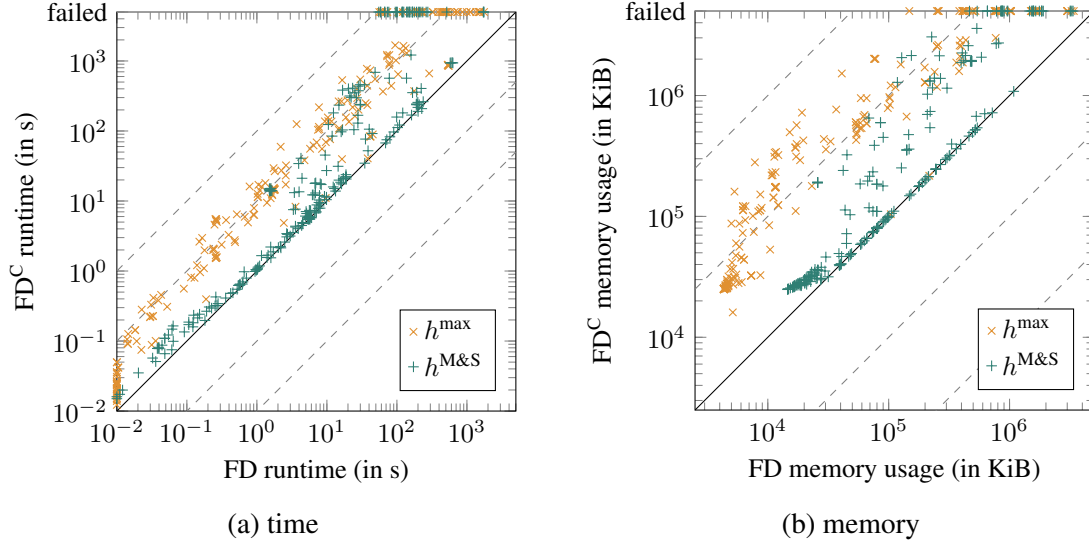 failed
10^3
10^2
10^1
10^0
10^−1
10^−2
FD^C runtime (in s)
10^−2 10^−1 10^0 10^1 10^2 10^3
FD runtime (in s)
h^max
h^M&S
(a) time
failed
10^6
10^5
10^4
FD^C memory usage (in KiB)
10^4 10^5 10^6
FD memory usage (in KiB)
h^max
h^M&S
(b) memory